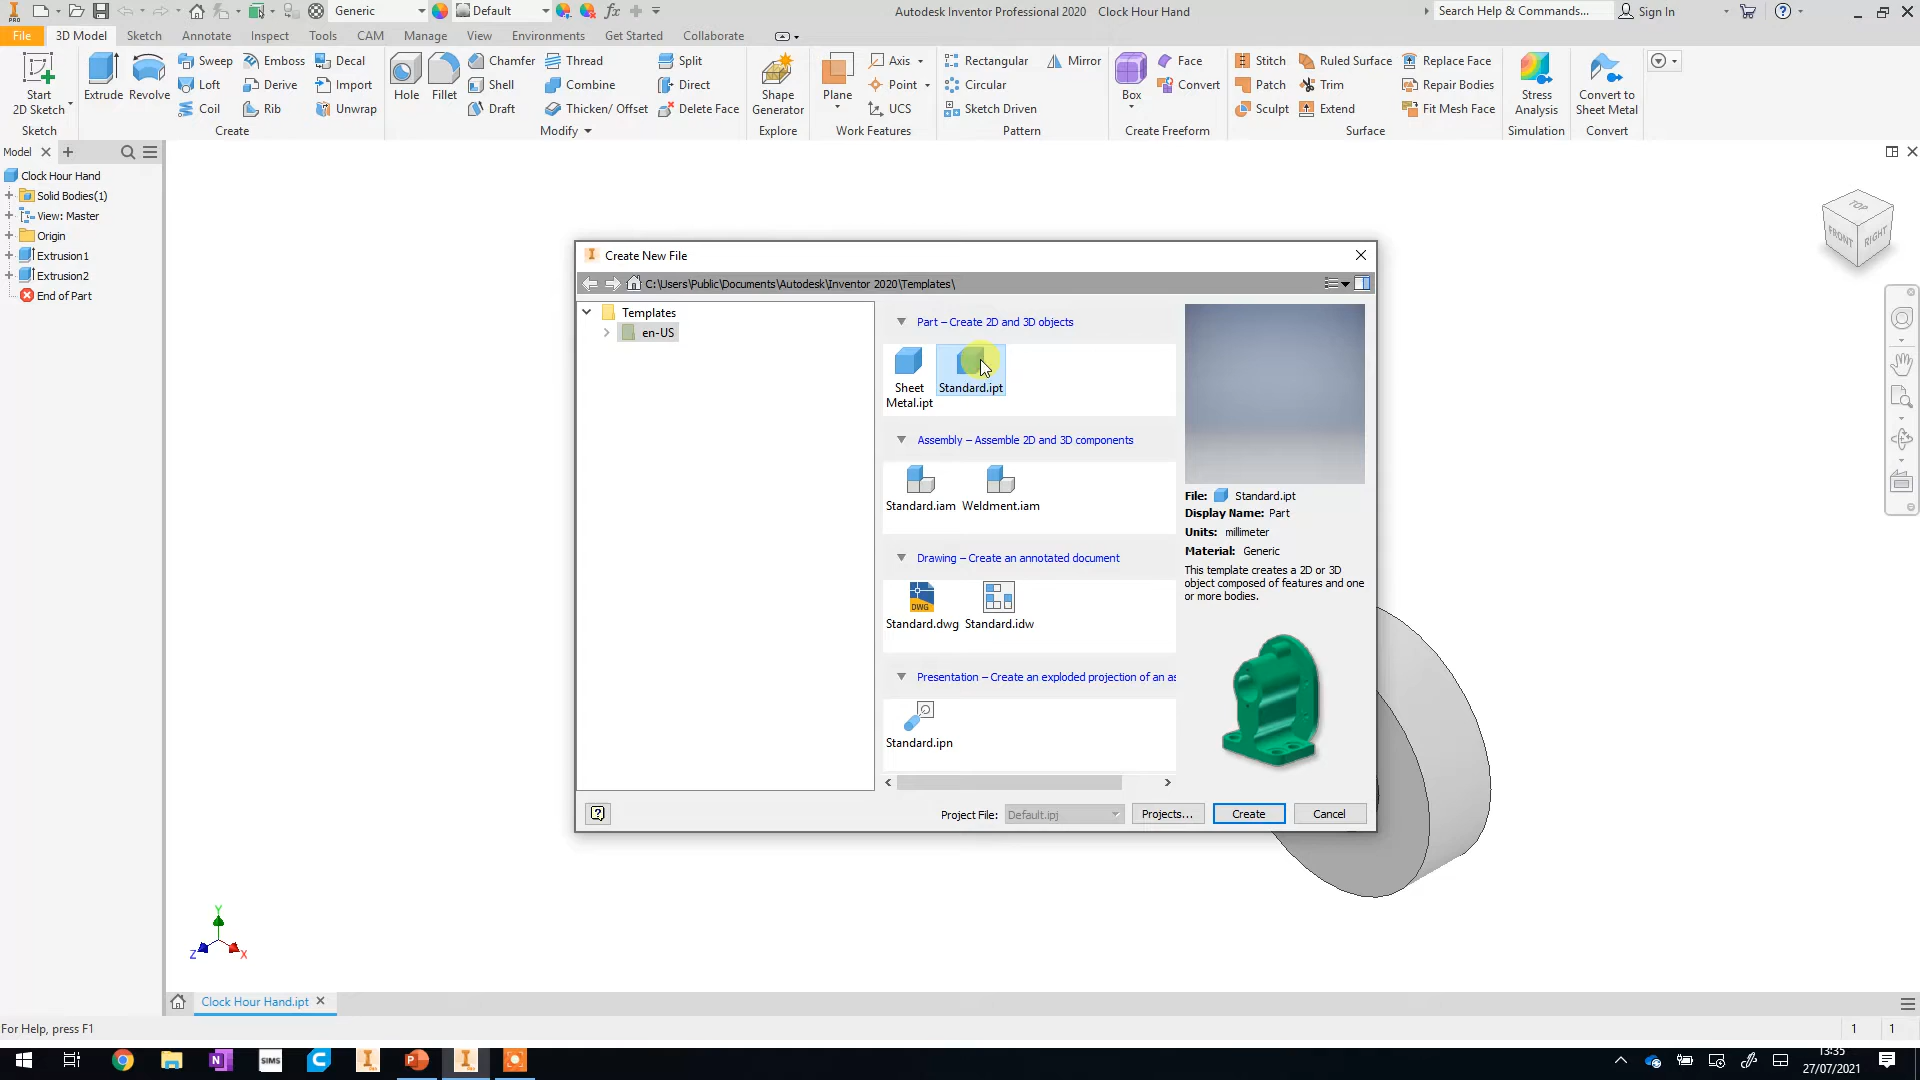 PRO Generic Default fx Autodesk Inventor Professional 2020 Clock Hour Hand Search Help & Commands... Sign In
File 3D Model Sketch Annotate Inspect Tools CAM Manage View Environments Get Started Collaborate
Start
2D Sketch
Extrude
Revolve
Sweep Emboss Decal
Loft Derive Import
Coil Rib Unwrap
Hole
Fillet
Chamfer Thread Split
Shell Combine Direct
Draft Thicken/ Offset Delete Face
Shape
Generator
Plane
Axis
Point
UCS
Rectangular Mirror
Circular
Sketch Driven
Box
Face
Convert
Stitch Ruled Surface Replace Face
Patch Trim Repair Bodies
Sculpt Extend Fit Mesh Face
Stress
Analysis
Convert to
Sheet Metal
Sketch Create Modify Explore Work Features Pattern Create Freeform Surface Simulation Convert
Model
Clock Hour Hand
Solid Bodies(1)
View: Master
Origin
Extrusion1
Extrusion2
End of Part
TOP
FRONT RIGHT
Create New File
C:\Users\Public\Documents\Autodesk\Inventor 2020\Templates\
Templates
en-US
Part – Create 2D and 3D objects
Sheet
Metal.ipt
Standard.ipt
Assembly – Assemble 2D and 3D components
Standard.iam Weldment.iam
Drawing – Create an annotated document
DWG
Standard.dwg Standard.idw
Presentation – Create an exploded projection of an as
Standard.ipn
File: Standard.ipt
Display Name: Part
Units: millimeter
Material: Generic
This template creates a 2D or 3D
object composed of features and one
or more bodies.
Project File: Default.ipj Projects... Create Cancel
Y
Z X
Clock Hour Hand.ipt
For Help, press F1 1 1
SIMS
13:35
27/07/2021